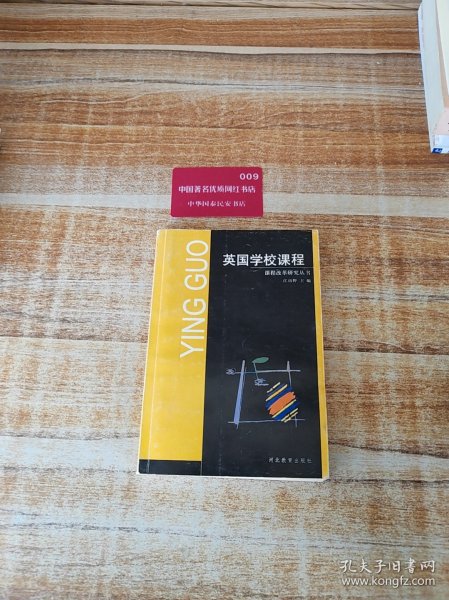 009
中国著名优质网红书店
中华国泰民安书店
YING GUO
英国学校课程
课程改革研究丛书
主编
河北教育出版社
孔夫子旧书网
www.kongfz.com